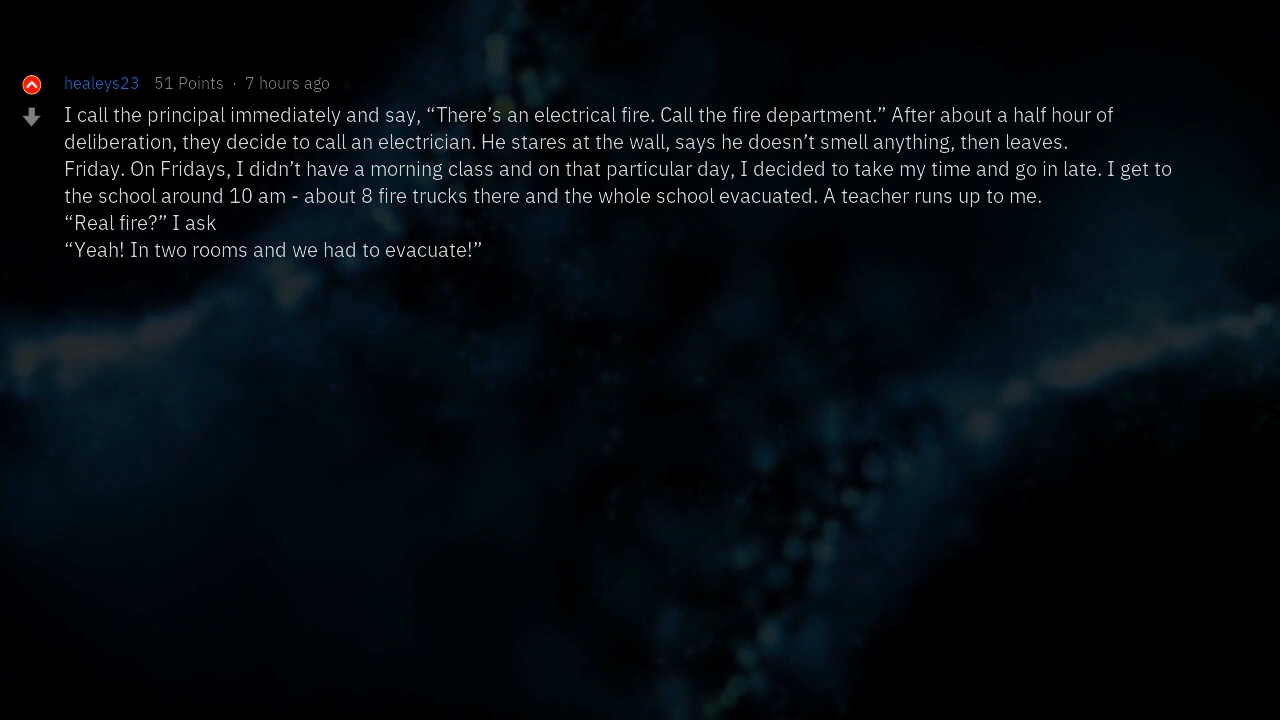 healeys23 51 Points · 7 hours ago
I call the principal immediately and say, “There’s an electrical fire. Call the fire department.” After about a half hour of
deliberation, they decide to call an electrician. He stares at the wall, says he doesn’t smell anything, then leaves.
Friday. On Fridays, I didn’t have a morning class and on that particular day, I decided to take my time and go in late. I get to
the school around 10 am - about 8 fire trucks there and the whole school evacuated. A teacher runs up to me.
“Real fire?” I ask
“Yeah! In two rooms and we had to evacuate!”